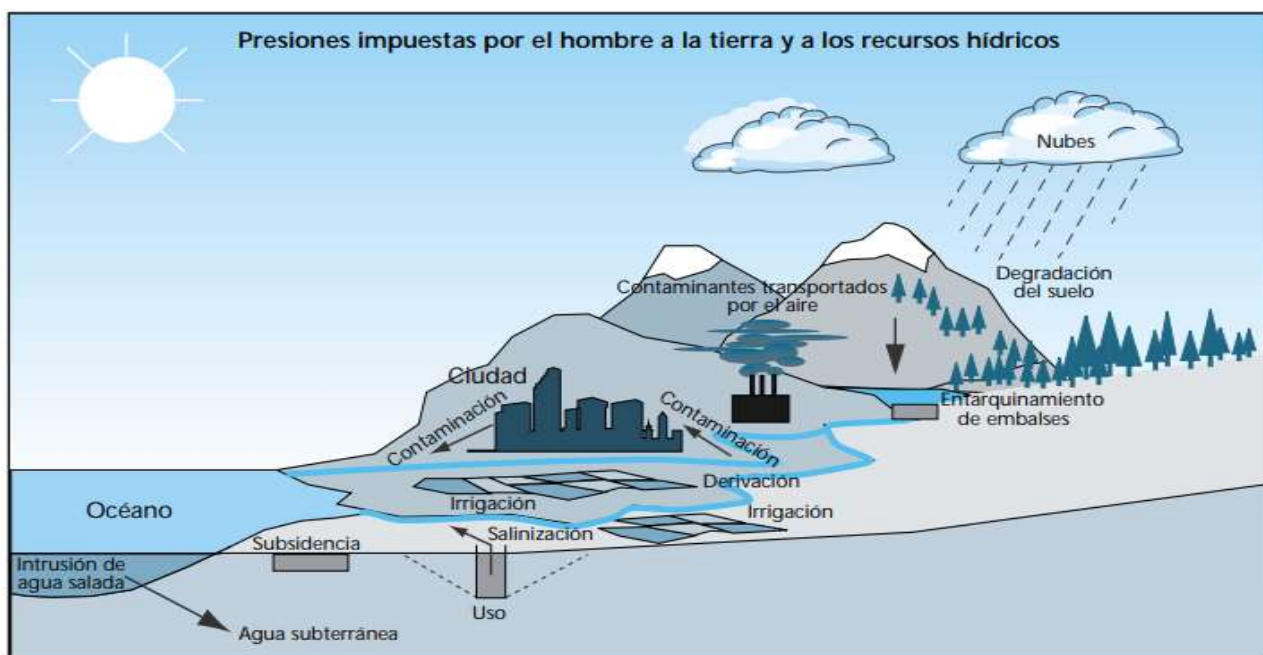 Presiones impuestas por el hombre a la tierra y a los recursos hídricos
Nubes
Degradación
del suelo
Contaminantes transportados
por el aire
Ciudad
Contaminación
Contaminación
Entarquinamiento
de embalses
Derivación
Irrigación
Irrigación
Océano
Salinización
Subsidencia
Intrusión de
agua salada
Uso
Agua subterránea